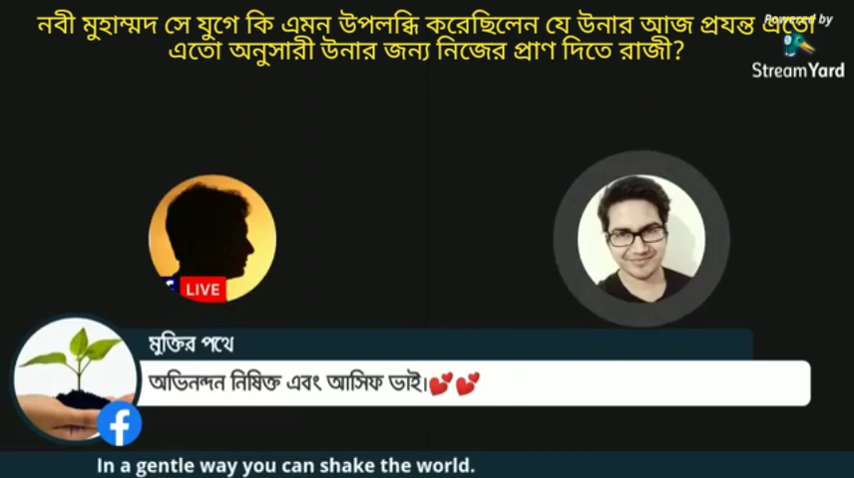 নবী মুহাম্মদ সে যুগে কি এমন উপলব্ধি করেছিলেন যে উনার আজ প্রযন্ত এতো
এতো অনুসারী উনার জন্য নিজের প্রাণ দিতে রাজী?
Powered by
StreamYard
LIVE
মুক্তির পথে
অভিনন্দন নিষিক্ত এবং আসিফ ভাই।💕💕
In a gentle way you can shake the world.